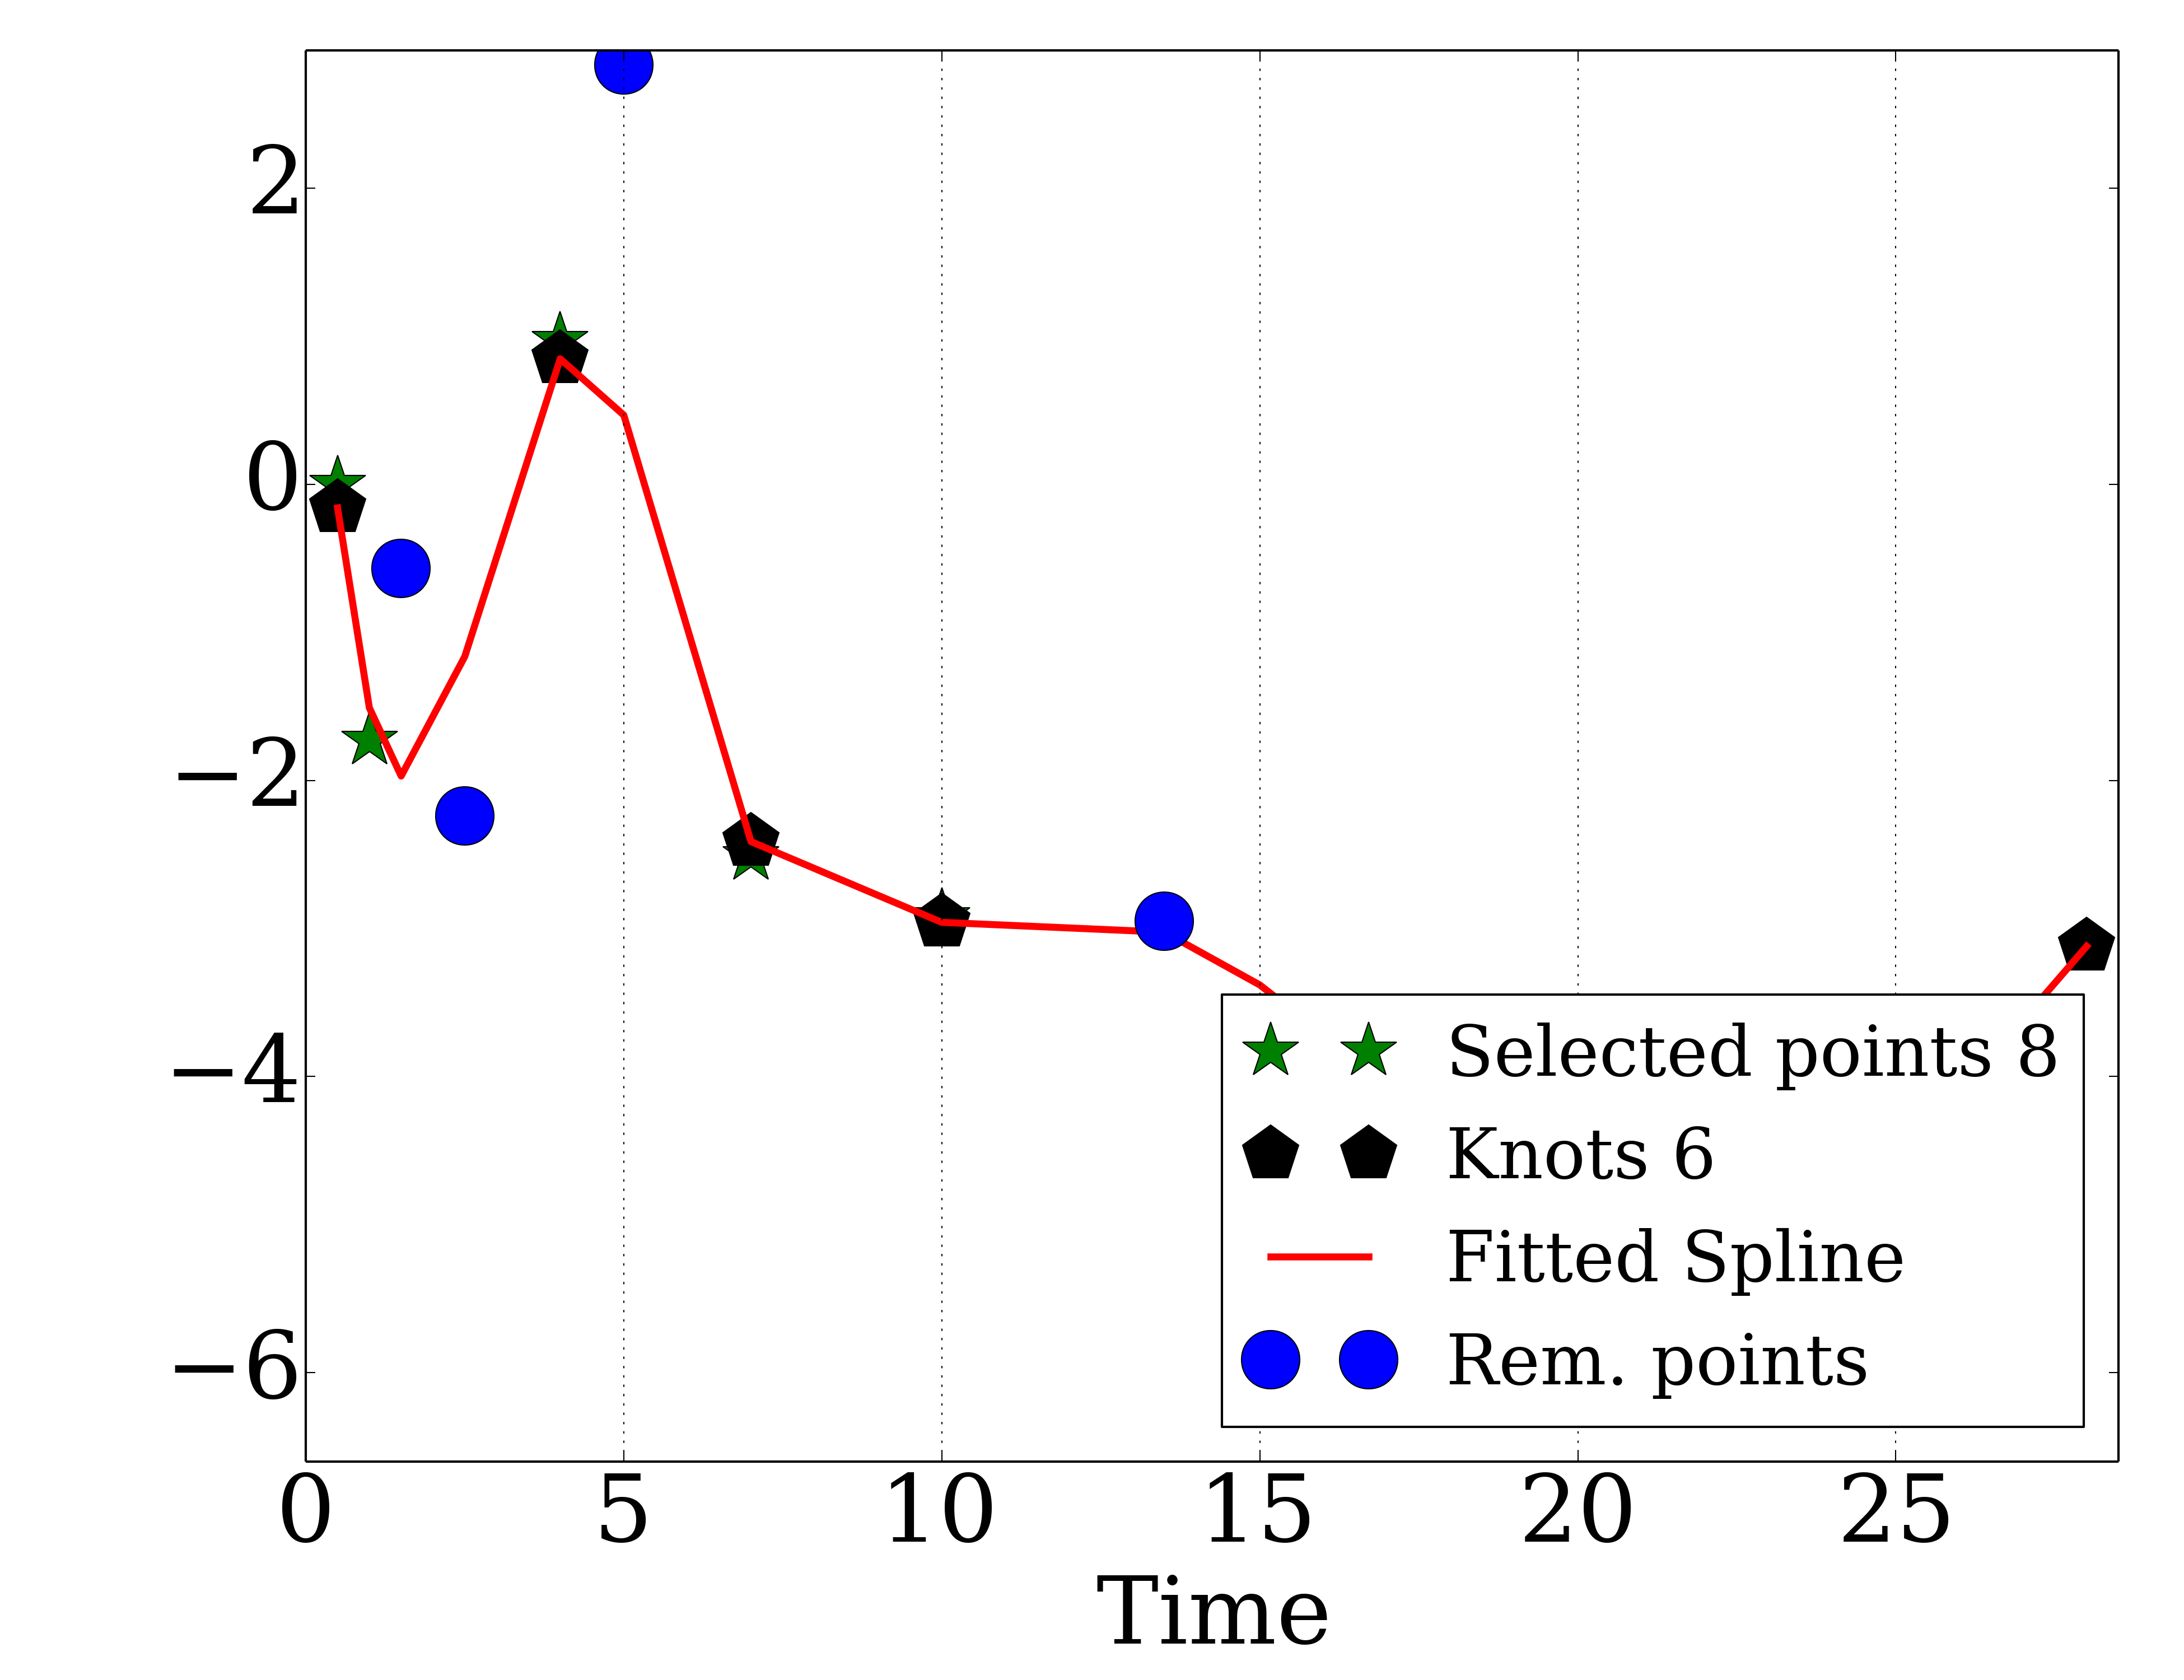 2
0
−2
−4
−6
Selected points 8
Knots 6
Fitted Spline
Rem. points
0 5 10 15 20 25
Time